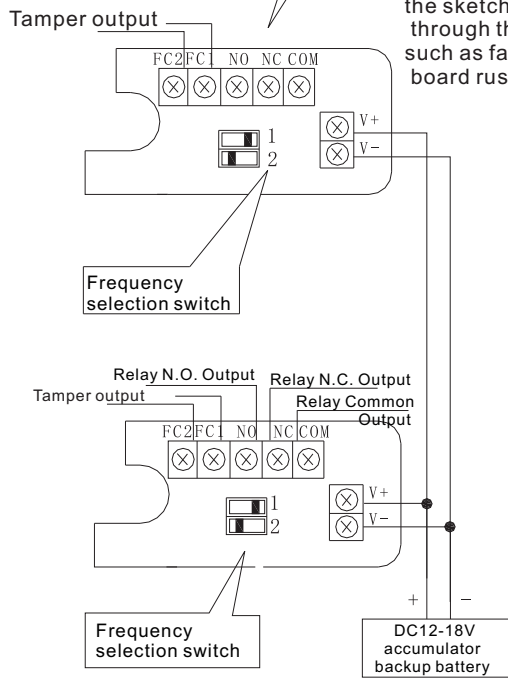 the sketch
Tamper output
through th
such as fa
board rus
FC2 FC1 NO NC COM
V+
V-
1
2
Frequency
selection switch
Relay N.O. Output
Relay N.C. Output
Tamper output
Relay Common
Output
FC2 FC1 NO NC COM
V+
V-
1
2
+ -
Frequency
selection switch
DC12-18V
accumulator
backup battery